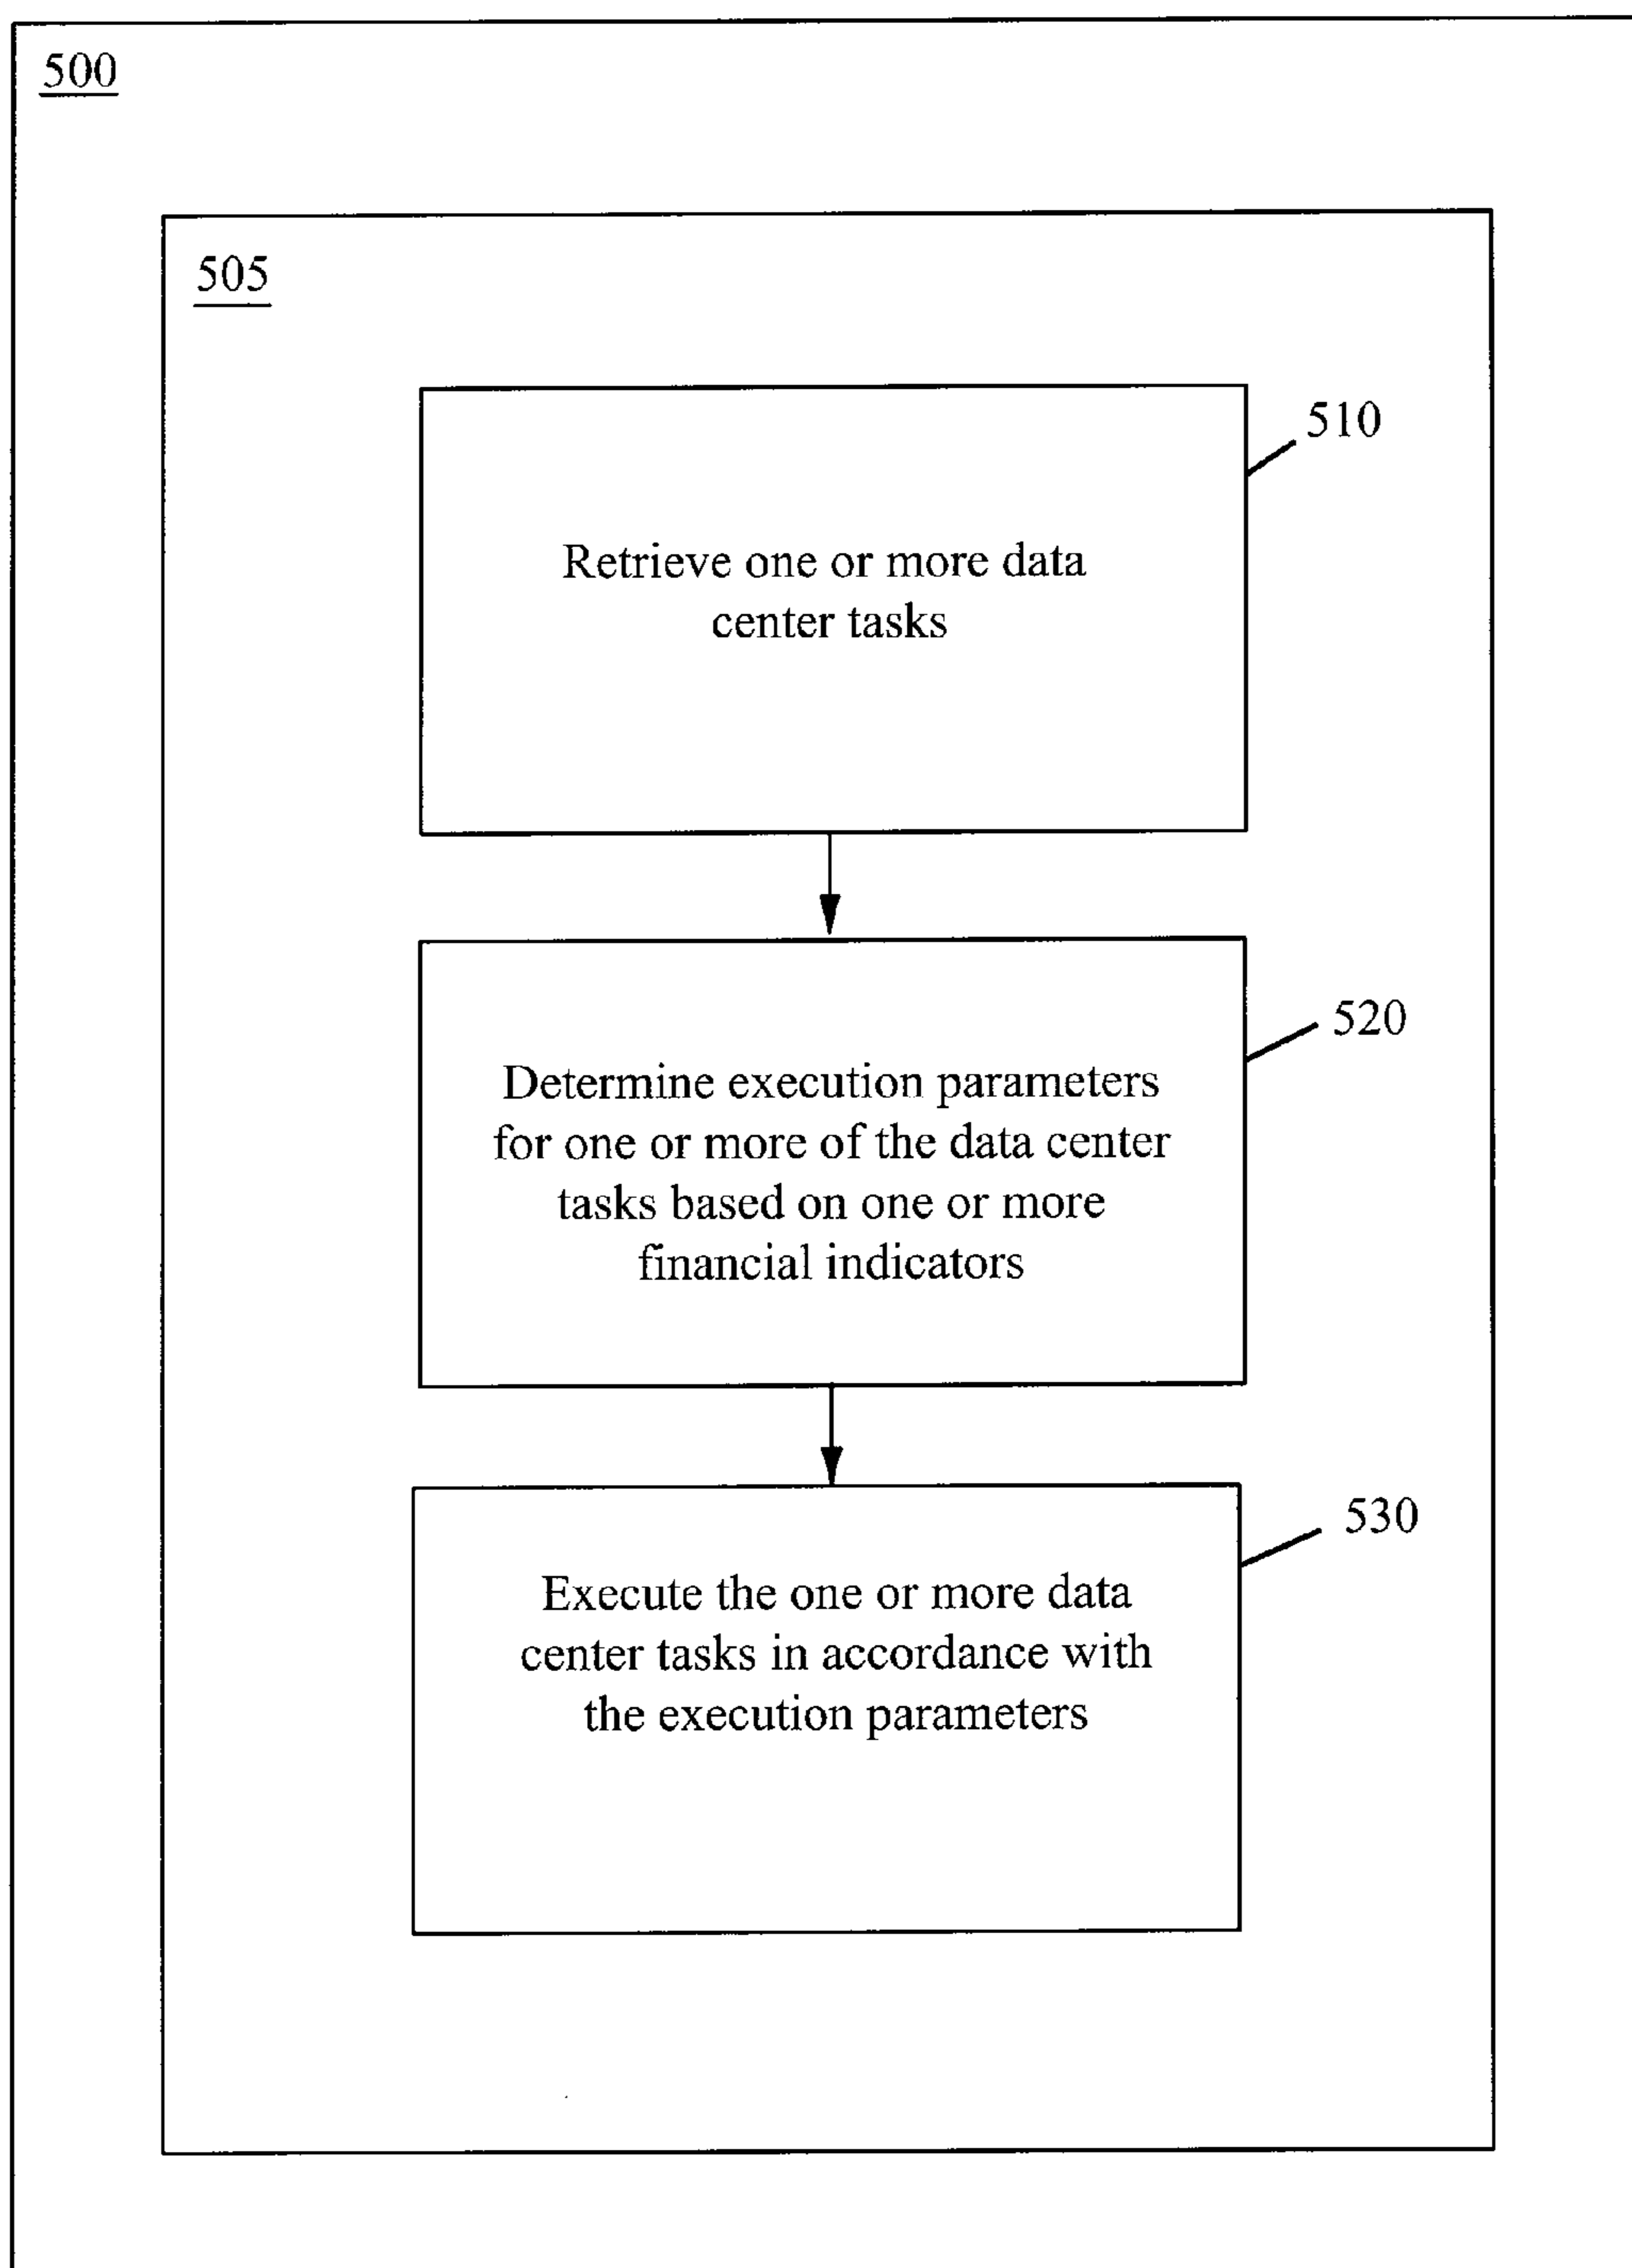 500
505
510
Retrieve one or more data
center tasks
520
Determine execution parameters
for one or more of the data center
tasks based on one or more
financial indicators
530
Execute the one or more data
center tasks in accordance with
the execution parameters